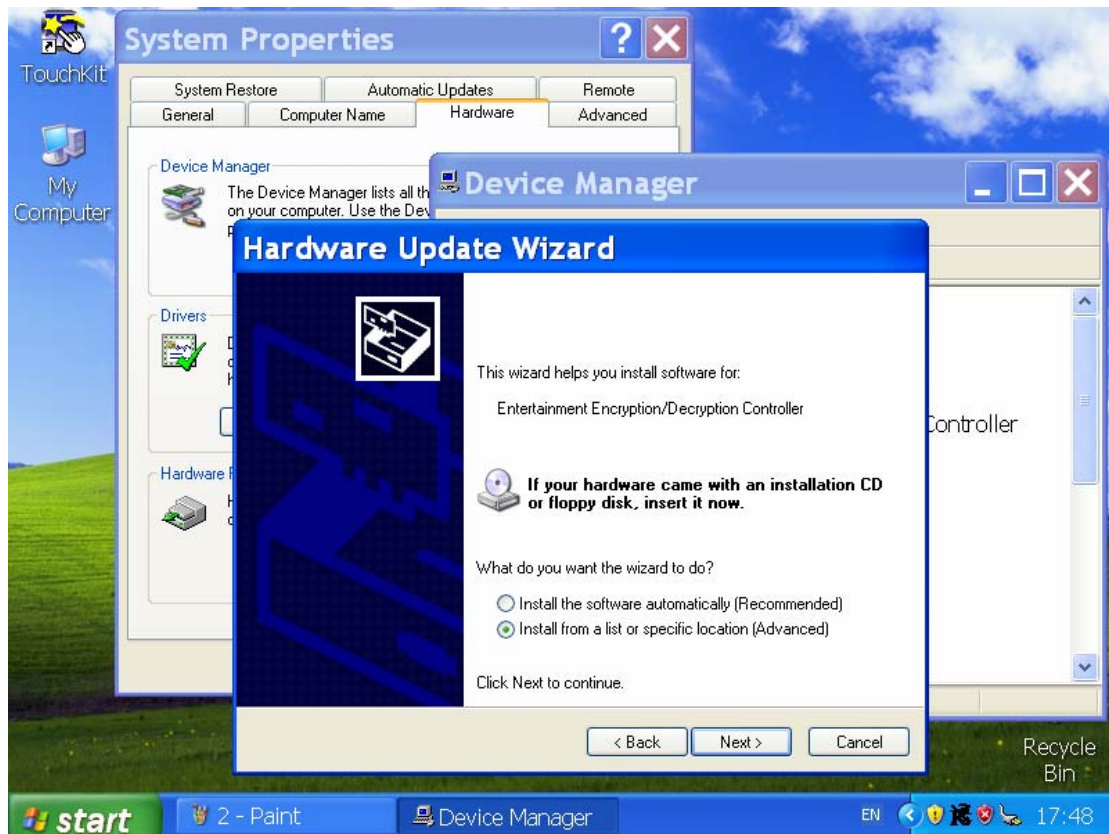 TouchKit
My
Computer
System Properties
System Restore
Automatic Updates
Remote
General
Computer Name
Hardware
Advanced
Device Manager
The Device Manager lists all th
on your computer. Use the Dev
Drivers
Hardware
Device Manager
Controller
Hardware Update Wizard
This wizard helps you install software for:
Entertainment Encryption/Decryption Controller
If your hardware came with an installation CD
or floppy disk, insert it now.
What do you want the wizard to do?
Install the software automatically (Recommended)
Install from a list or specific location (Advanced)
Click Next to continue.
< Back
Next >
Cancel
Recycle
Bin
start
2 - Paint
Device Manager
EN
17:48